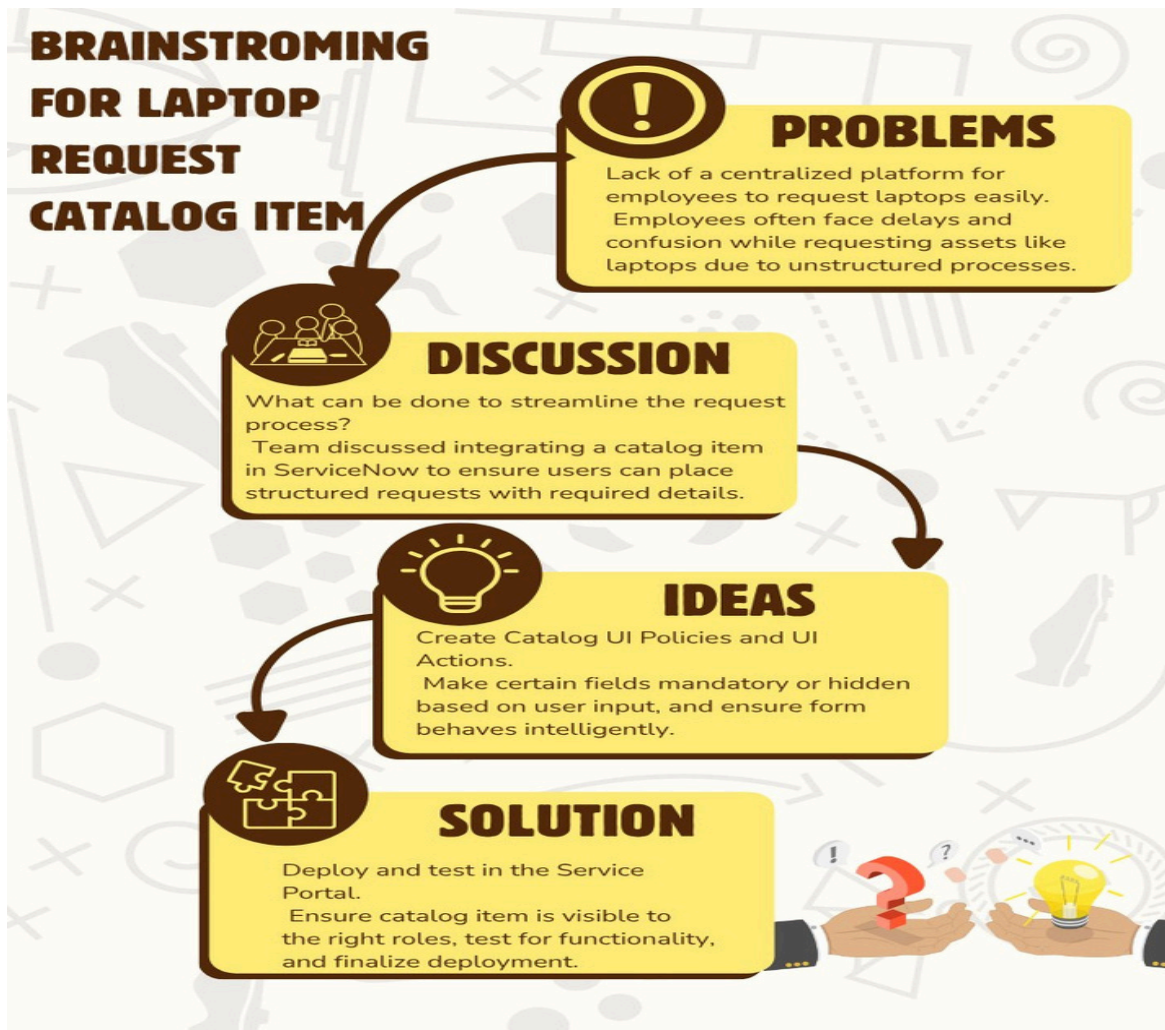 BRAINSTROMING
FOR LAPTOP
REQUEST
CATALOG ITEM
PROBLEMS
Lack of a centralized platform for
employees to request laptops easily.
Employees often face delays and
confusion while requesting assets like
laptops due to unstructured processes.
DISCUSSION
What can be done to streamline the request
process?
Team discussed integrating a catalog item
in ServiceNow to ensure users can place
structured requests with required details.
IDEAS
Create Catalog UI Policies and UI
Actions.
Make certain fields mandatory or hidden
based on user input, and ensure form
behaves intelligently.
SOLUTION
Deploy and test in the Service
Portal.
Ensure catalog item is visible to
the right roles, test for functionality,
and finalize deployment.